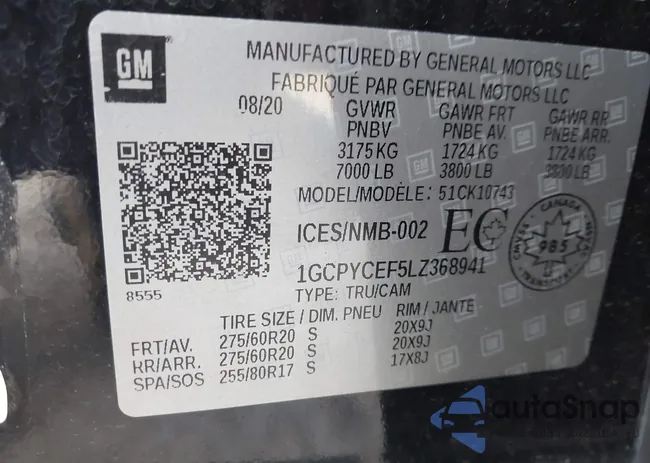 GM
MANUFACTURED BY GENERAL MOTORS LLC
FABRIQUÉ PAR GENERAL MOTORS LLC
08/20 GVWR GAWR FRT GAWR RR
PNBV PNBE AV. PNBE ARR.
3175 KG 1724 KG 1724 KG
7000 LB 3800 LB 3800 LB
MODEL/MODÈLE: 51CK10743
ICES/NMB-002 EC
CANADA
985
1GCPYCEF5LZ368941
8555
TYPE: TRU/CAM
TIRE SIZE / DIM. PNEU RIM / JANTE
FRT/AV. 275/60R20 S 20X9J
RR/ARR. 275/60R20 S 20X9J
SPA/SOS 255/80R17 S 17X8J
autoSnap